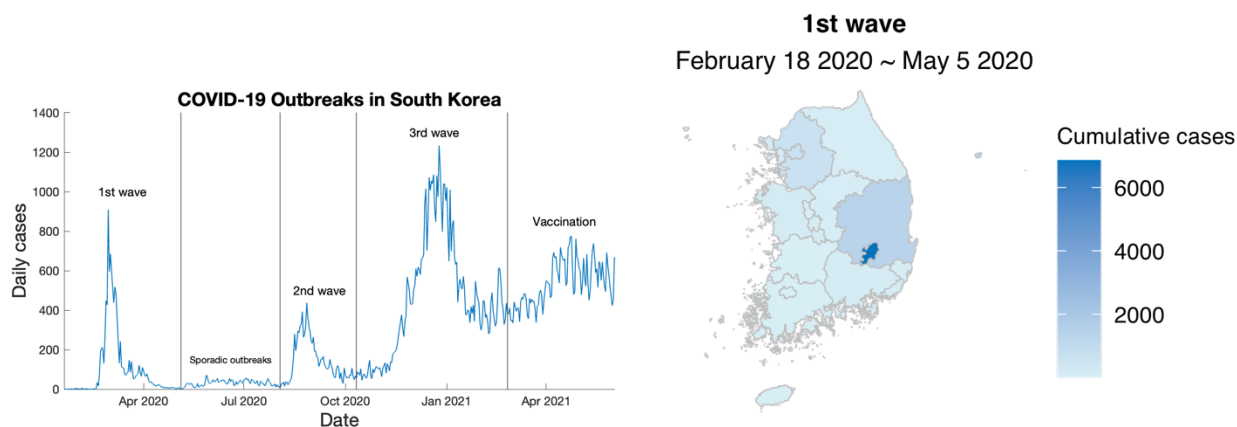 COVID-19 Outbreaks in South Korea
Daily cases
1400
1200
1000
800
600
400
200
0
1st wave
Sporadic outbreaks
2nd wave
3rd wave
Vaccination
Apr 2020
Jul 2020
Oct 2020
Jan 2021
Apr 2021
Date
1st wave
February 18 2020 ~ May 5 2020
Cumulative cases
6000
4000
2000